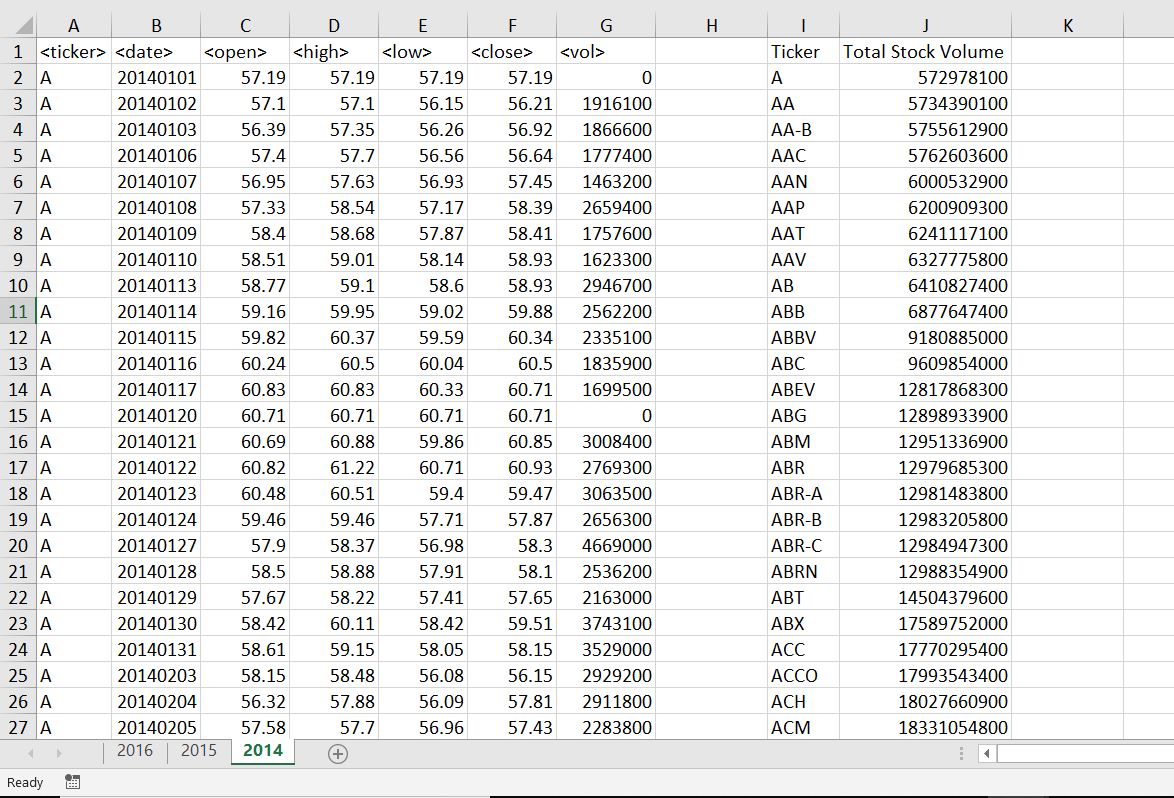 A B C D E F G H I J K
1 <ticker> <date> <open> <high> <low> <close> <vol> Ticker Total Stock Volume
2 A 20140101 57.19 57.19 57.19 57.19 0 A 572978100
3 A 20140102 57.1 57.1 56.15 56.21 1916100 AA 5734390100
4 A 20140103 56.39 57.35 56.26 56.92 1866600 AA-B 5755612900
5 A 20140106 57.4 57.7 56.56 56.64 1777400 AAC 5762603600
6 A 20140107 56.95 57.63 56.93 57.45 1463200 AAN 6000532900
7 A 20140108 57.33 58.54 57.17 58.39 2659400 AAP 6200909300
8 A 20140109 58.4 58.68 57.87 58.41 1757600 AAT 6241117100
9 A 20140110 58.51 59.01 58.14 58.93 1623300 AAV 6327775800
10 A 20140113 58.77 59.1 58.6 58.93 2946700 AB 6410827400
11 A 20140114 59.16 59.95 59.02 59.88 2562200 ABB 6877647400
12 A 20140115 59.82 60.37 59.59 60.34 2335100 ABBV 9180885000
13 A 20140116 60.24 60.5 60.04 60.5 1835900 ABC 9609854000
14 A 20140117 60.83 60.83 60.33 60.71 1699500 ABEV 12817868300
15 A 20140120 60.71 60.71 60.71 60.71 0 ABG 12898933900
16 A 20140121 60.69 60.88 59.86 60.85 3008400 ABM 12951336900
17 A 20140122 60.82 61.22 60.71 60.93 2769300 ABR 12979685300
18 A 20140123 60.48 60.51 59.4 59.47 3063500 ABR-A 12981483800
19 A 20140124 59.46 59.46 57.71 57.87 2656300 ABR-B 12983205800
20 A 20140127 57.9 58.37 56.98 58.3 4669000 ABR-C 12984947300
21 A 20140128 58.5 58.88 57.91 58.1 2536200 ABRN 12988354900
22 A 20140129 57.67 58.22 57.41 57.65 2163000 ABT 14504379600
23 A 20140130 58.42 60.11 58.42 59.51 3743100 ABX 17589752000
24 A 20140131 58.61 59.15 58.05 58.15 3529000 ACC 17770295400
25 A 20140203 58.15 58.48 56.08 56.15 2929200 ACCO 17993543400
26 A 20140204 56.32 57.88 56.09 57.81 2911800 ACH 18027660900
27 A 20140205 57.58 57.7 56.96 57.43 2283800 ACM 18331054800
2016 2015 2014
Ready